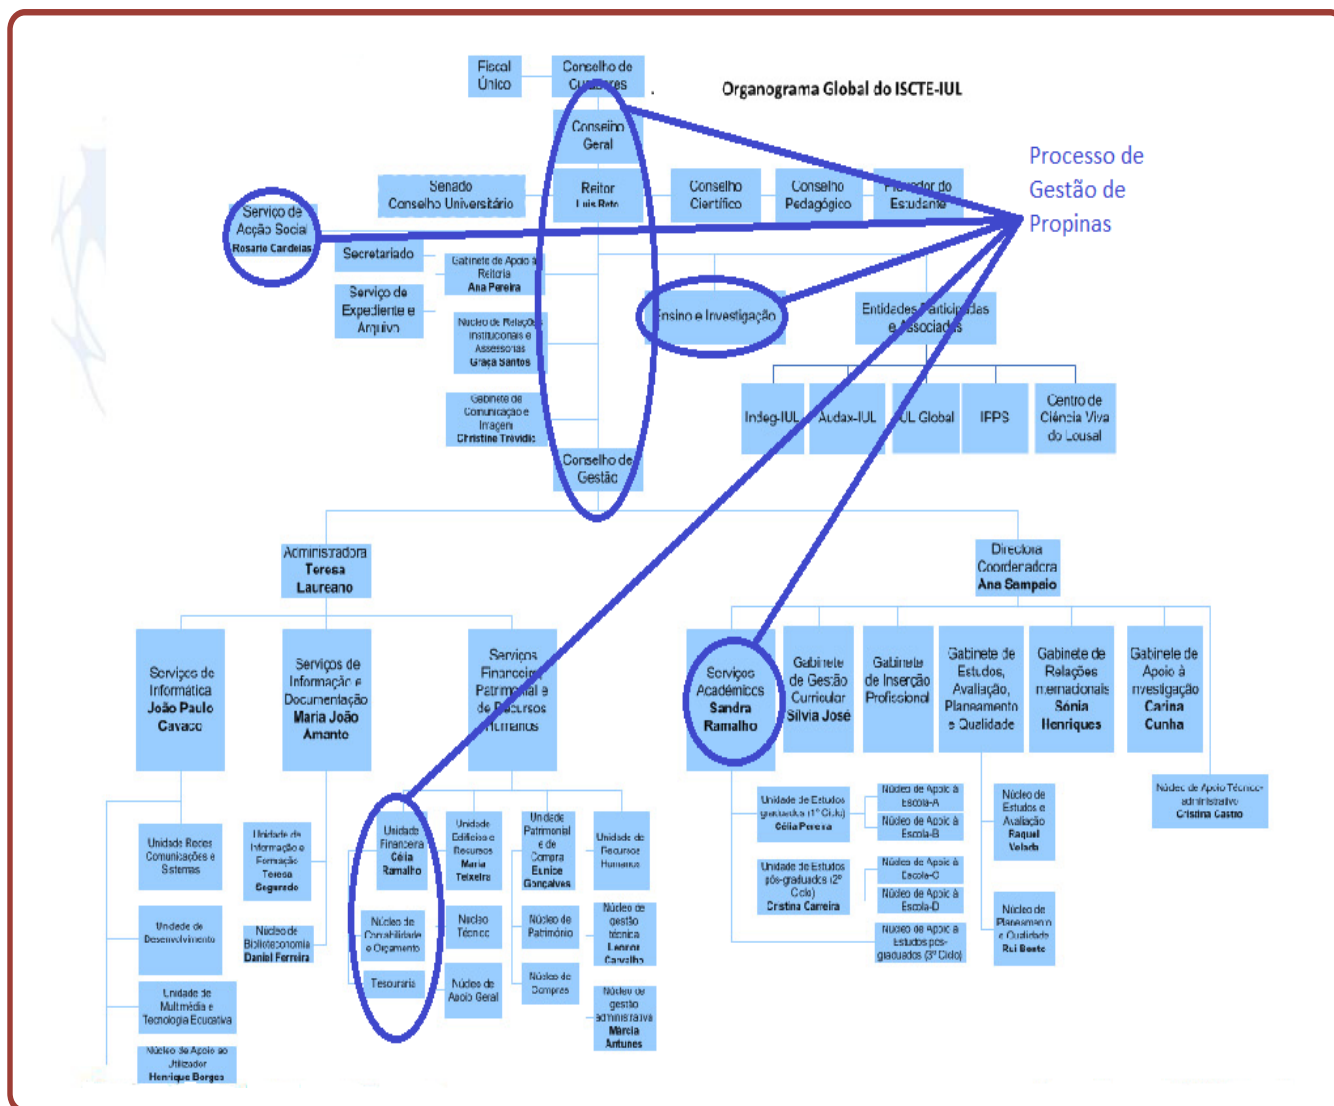 Fiscal
Único
Conselho de
Curadores
Organograma Global do ISCTE-IUL
Conselho
Geral
Processo de
Gestão de
Propinas
Senado
Conselho Universitário
Reitor
Luis Reto
Conselho
Científico
Conselho
Pedagógico
Provedor do
Estudante
Serviço de
Acção Social
Rosario Candeias
Secretariado
Gabinete de Apoio à
Reitoria
Ana Pereira
Serviço de
Expediente e
Arquivo
Núcleo de Relações
Institucionais e
Assessorias
Graça Santos
Ensino e Investigação
Entidades Participadas
e Associadas
Gabinete de
Comunicação e
Imagem
Christine Trévidic
Indeg-IUL
Audax-IUL
IUL Global
IPPS
Centro de
Ciência Viva
do Lousal
Conselho de
Gestão
Administradora
Teresa
Laureano
Directora
Coordenadora
Ana Sampaio
Serviços de
Informática
João Paulo
Cavaco
Serviços de
Informação e
Documentação
Maria João
Amante
Serviços
Financeiro,
Patrimonial e
de Recursos
Humanos
Serviços
Académicos
Sandra
Ramalho
Gabinete
de Gestão
Curricular
Sílvia José
Gabinete
de Inserção
Profissional
Gabinete de
Estudos,
Avaliação,
Planeamento
e Qualidade
Gabinete de
Relações
Internacionais
Sónia
Henriques
Gabinete de
Apoio à
Investigação
Carina
Cunha
Unidade Redes
Comunicações e
Sistemas
Unidade de
Informação e
Formação
Teresa
Segurado
Unidade
Financeira
Célia
Ramalho
Unidade
Edifícios e
Recursos
Maria
Teixeira
Unidade
Patrimonial
e de
Compra
Eunice
Gonçalves
Unidade de
Recursos
Humanos
Unidade de Estudos
graduados (1º Ciclo)
Célia Pereira
Núcleo de Apoio à
Escola-A
Núcleo de Apoio à
Escola-B
Núcleo de
Estudos e
Avaliação
Raquel
Velada
Núcleo de Apoio Técnico-
administrativo
Cristina Castro
Unidade de Estudos
pós-graduados (2º
Ciclo)
Cristina Carreira
Núcleo de Apoio à
Escola-C
Núcleo de Apoio à
Escola-D
Núcleo de Apoio à
Estudos pós-
graduados (3º Ciclo)
Núcleo de
Planeamento
e Qualidade
Rui Bento
Unidade de
Desenvolvimento
Núcleo de
Biblioteconomia
Daniel Ferreira
Núcleo de
Contabilidade
e Orçamento
Núcleo
Técnico
Núcleo de
Património
Núcleo de
gestão
técnica
Leonor
Carvalho
Unidade de
Multimédia e
Tecnologia Educativa
Tesouraria
Núcleo de
Apoio Geral
Núcleo de
Compras
Núcleo de
gestão
administrativa
Márcia
Antunes
Núcleo de Apoio ao
Utilizador
Henrique Borges